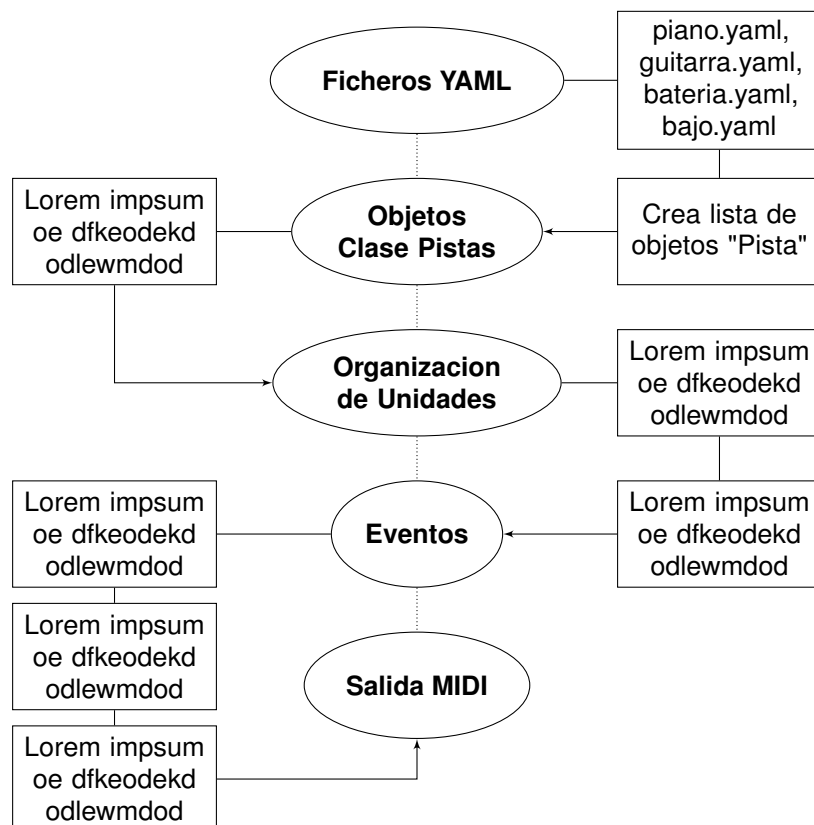 Ficheros YAML
piano.yaml,
guitarra.yaml,
bateria.yaml,
bajo.yaml
Lorem impsum
oe dfkeodekd
odlewmdod
Objetos
Clase Pistas
Crea lista de
objetos "Pista"
Organizacion
de Unidades
Lorem impsum
oe dfkeodekd
odlewmdod
Lorem impsum
oe dfkeodekd
odlewmdod
Eventos
Lorem impsum
oe dfkeodekd
odlewmdod
Lorem impsum
oe dfkeodekd
odlewmdod
Salida MIDI
Lorem impsum
oe dfkeodekd
odlewmdod